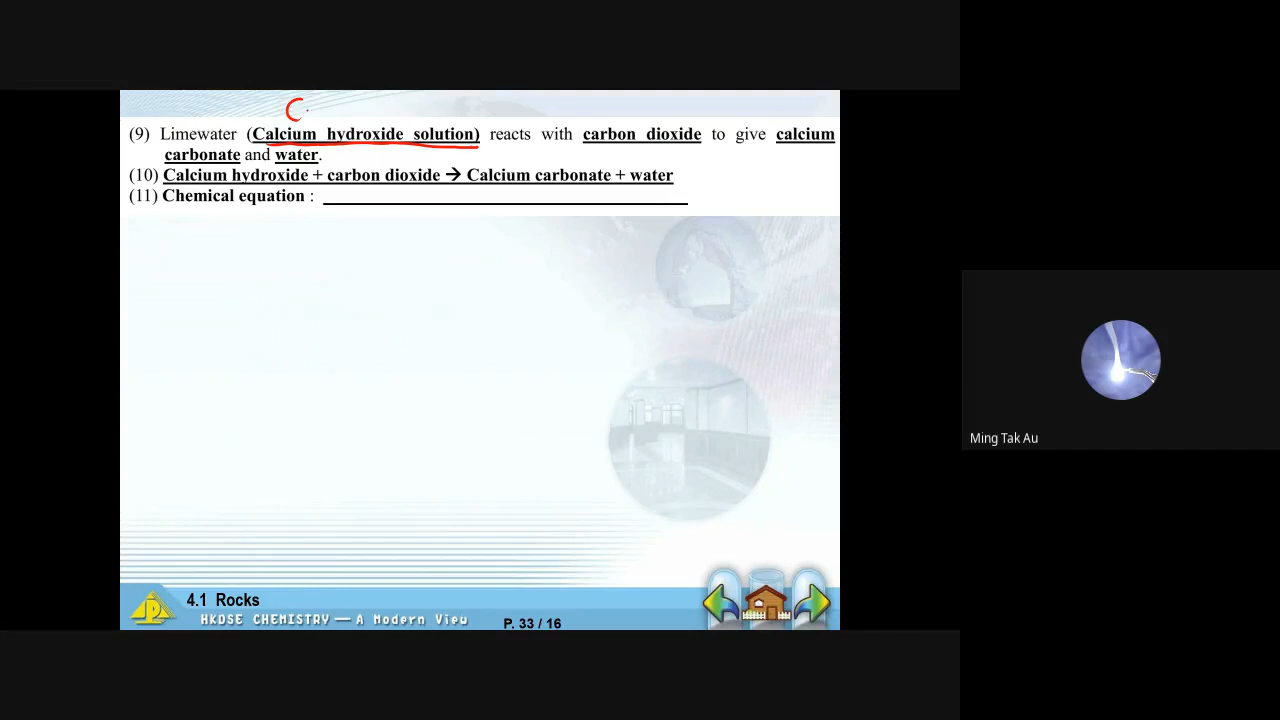 C
(9) Limewater (Calcium hydroxide solution) reacts with carbon dioxide to give calcium
carbonate and water.
(10) Calcium hydroxide + carbon dioxide → Calcium carbonate + water
(11) Chemical equation :
Ming Tak Au
4.1 Rocks
HKDSE CHEMISTRY — A Modern View
P. 33 / 16